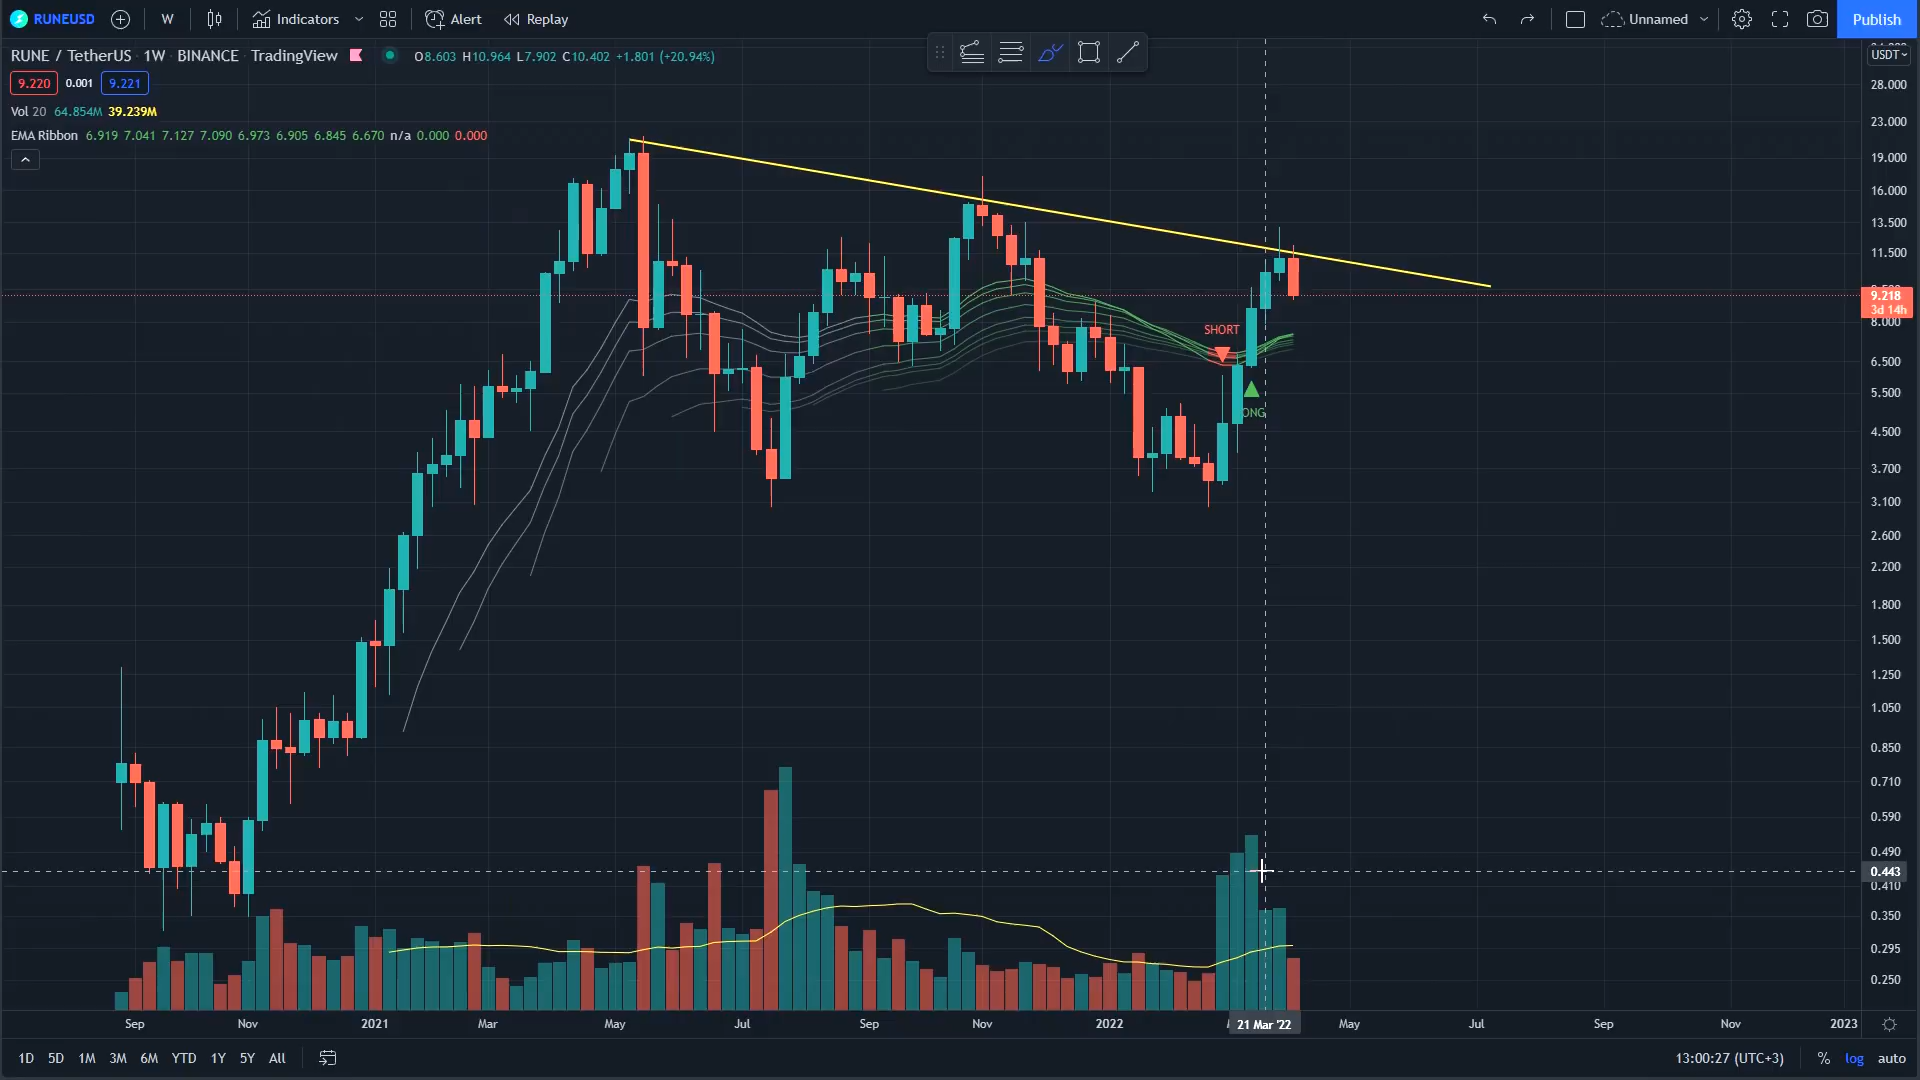 RUNEUSD W Indicators Alert Replay Unnamed Publish
RUNE / TetherUS 1W BINANCE TradingView O8.603 H10.964 L7.902 C10.402 +1.801 (+20.94%) USDT
9.220 0.001 9.221
Vol 20 64.854M 39.239M
EMA Ribbon 6.919 7.041 7.127 7.090 6.973 6.905 6.845 6.670 n/a 0.000 0.000
28.000
23.000
19.000
16.000
13.500
11.500
9.218
3d 14h
8.000
SHORT
6.500
5.500
ONG
4.500
3.700
3.100
2.600
2.200
1.800
1.500
1.250
1.050
0.850
0.710
0.590
0.490
0.443
0.410
0.350
0.295
0.250
Sep Nov 2021 Mar May Jul Sep Nov 2022 21 Mar '22 May Jul Sep Nov 2023
1D 5D 1M 3M 6M YTD 1Y 5Y All 13:00:27 (UTC+3) % log auto